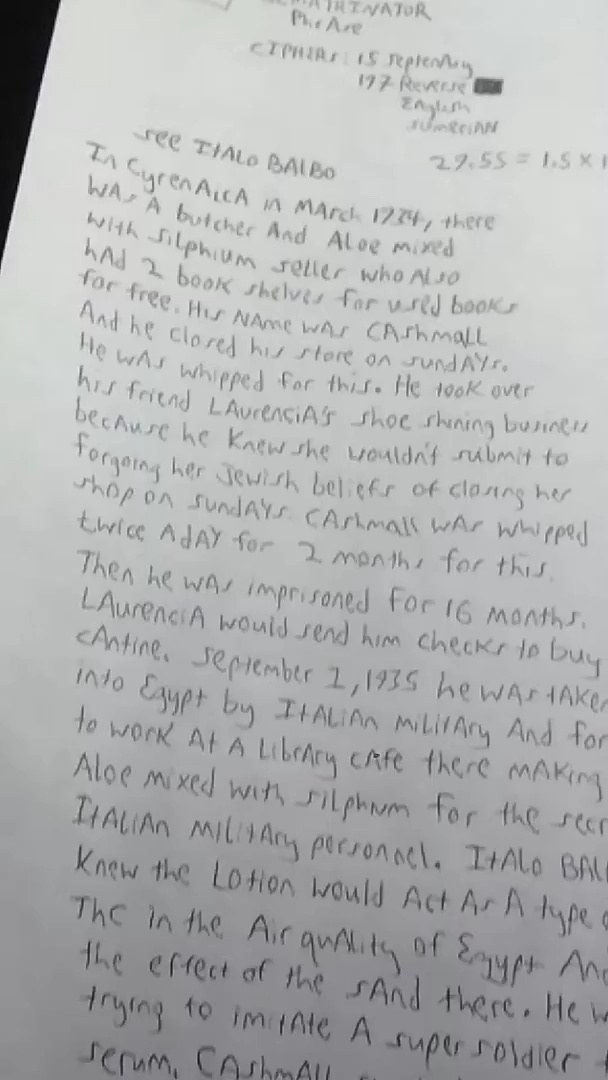 Phrase
CIPHERS: 15 Septenary
197 Reverse
English
SUMERIAN
29.55 = 1.5 x 1
see ItALO BALBO
In CyrenAicA in MArch 1934, there
WAs A butcher And Aloe mixed
with silphium seller who Also
hAd 2 book shelves for used books
for free. His NAme wAs CAshmAll
And he closed his store on sundAYs.
He wAs whipped for this. He took over
his friend LAurenciA's shoe shining business
becAuse he Knew she wouldn't submit to
forgoing her Jewish beliefs of closing her
shop on sundAYs. CAshmAll wAs whipped
twice A dAY for 2 months for this.
Then he wAs imprisoned for 16 months.
LAurenciA would send him checks to buy
cAntine. September 1, 1935 he wAs tAken
into Egypt by ItALiAn militAry And for
to work At A LibrAry cAfe there mAKing
Aloe mixed with silphium for the secr
ItALiAn MilitAry personnel. ItALo BAL
Knew the Lotion would Act As A type o
THC in the Air quAlity of Egypt And
the effect of the sAnd there. He w
trying to imitAte A super soldier
serum. CAshmAll